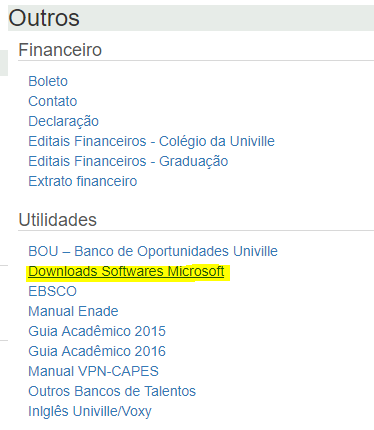 Outros
Financeiro
Boleto
Contato
Declaração
Editais Financeiros - Colégio da Univille
Editais Financeiros - Graduação
Extrato financeiro
Utilidades
BOU – Banco de Oportunidades Univille
Downloads Softwares Microsoft
EBSCO
Manual Enade
Guia Acadêmico 2015
Guia Acadêmico 2016
Manual VPN-CAPES
Outros Bancos de Talentos
Iniglês Univille/Voxy